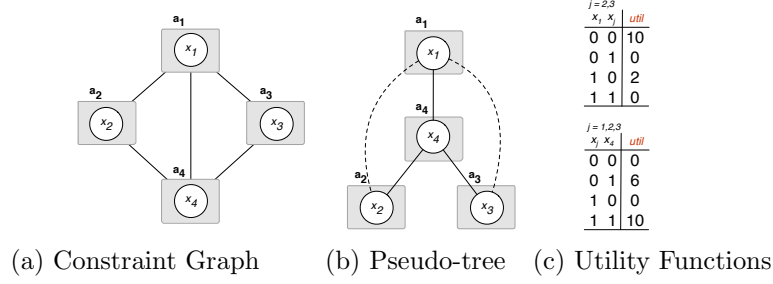 a1
x1
a2
x2
a3
x3
a4
x4
a1
x1
a4
x4
a2
x2
a3
x3
j = 2,3
x1 xj util
0 0 10
0 1 0
1 0 2
1 1 0
j = 1,2,3
xj x4 util
0 0 0
0 1 6
1 0 0
1 1 10
(a) Constraint Graph
(b) Pseudo-tree
(c) Utility Functions